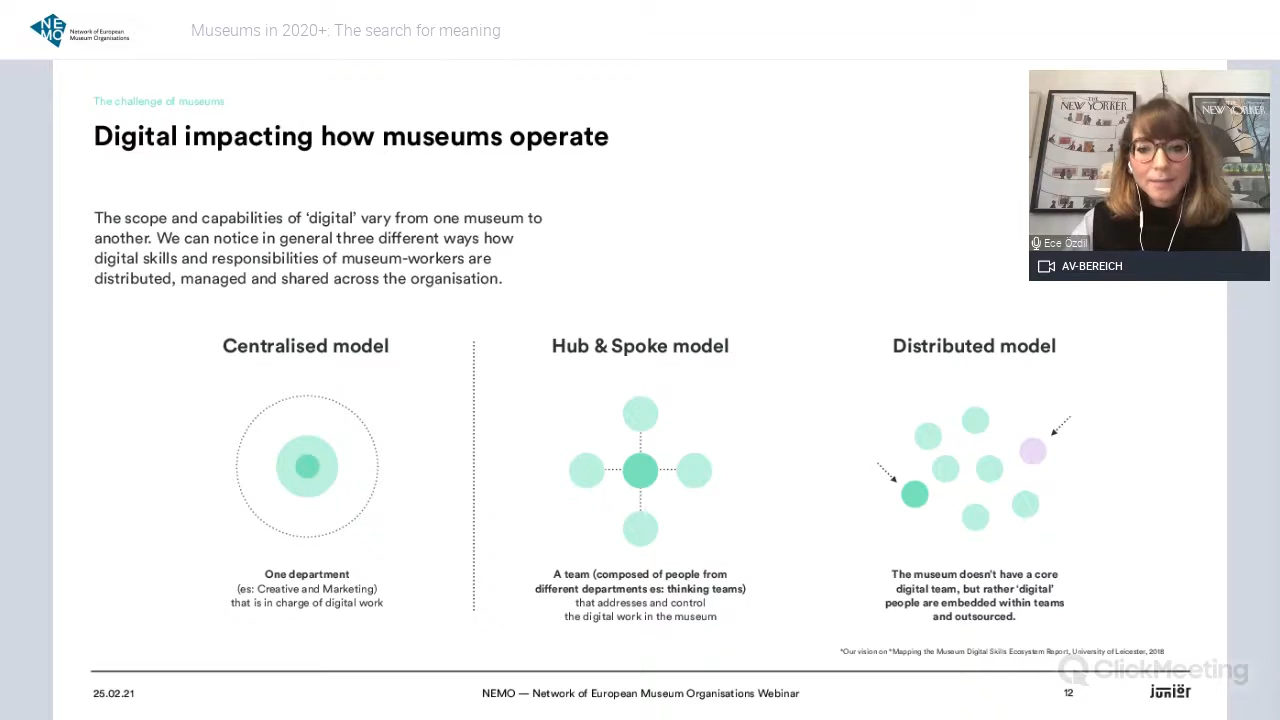 NE
MO
Network of European
Museum Organisations
Museums in 2020+: The search for meaning
The challenge of museums
Digital impacting how museums operate
THE
NEW YORKER
NEW YORKER
Ece Özdil
AV-BEREICH
The scope and capabilities of ‘digital’ vary from one museum to
another. We can notice in general three different ways how
digital skills and responsibilities of museum-workers are
distributed, managed and shared across the organisation.
Centralised model
Hub & Spoke model
Distributed model
One department
(es: Creative and Marketing)
that is in charge of digital work
A team (composed of people from
different departments es: thinking teams)
that addresses and control
the digital work in the museum
The museum doesn’t have a core
digital team, but rather ‘digital’
people are embedded within teams
and outsourced.
*Our vision on *Mapping the Museum Digital Skills Ecosystem Report, University of Leicester, 2018
ClickMeeting
25.02.21
NEMO — Network of European Museum Organisations Webinar
12
junior